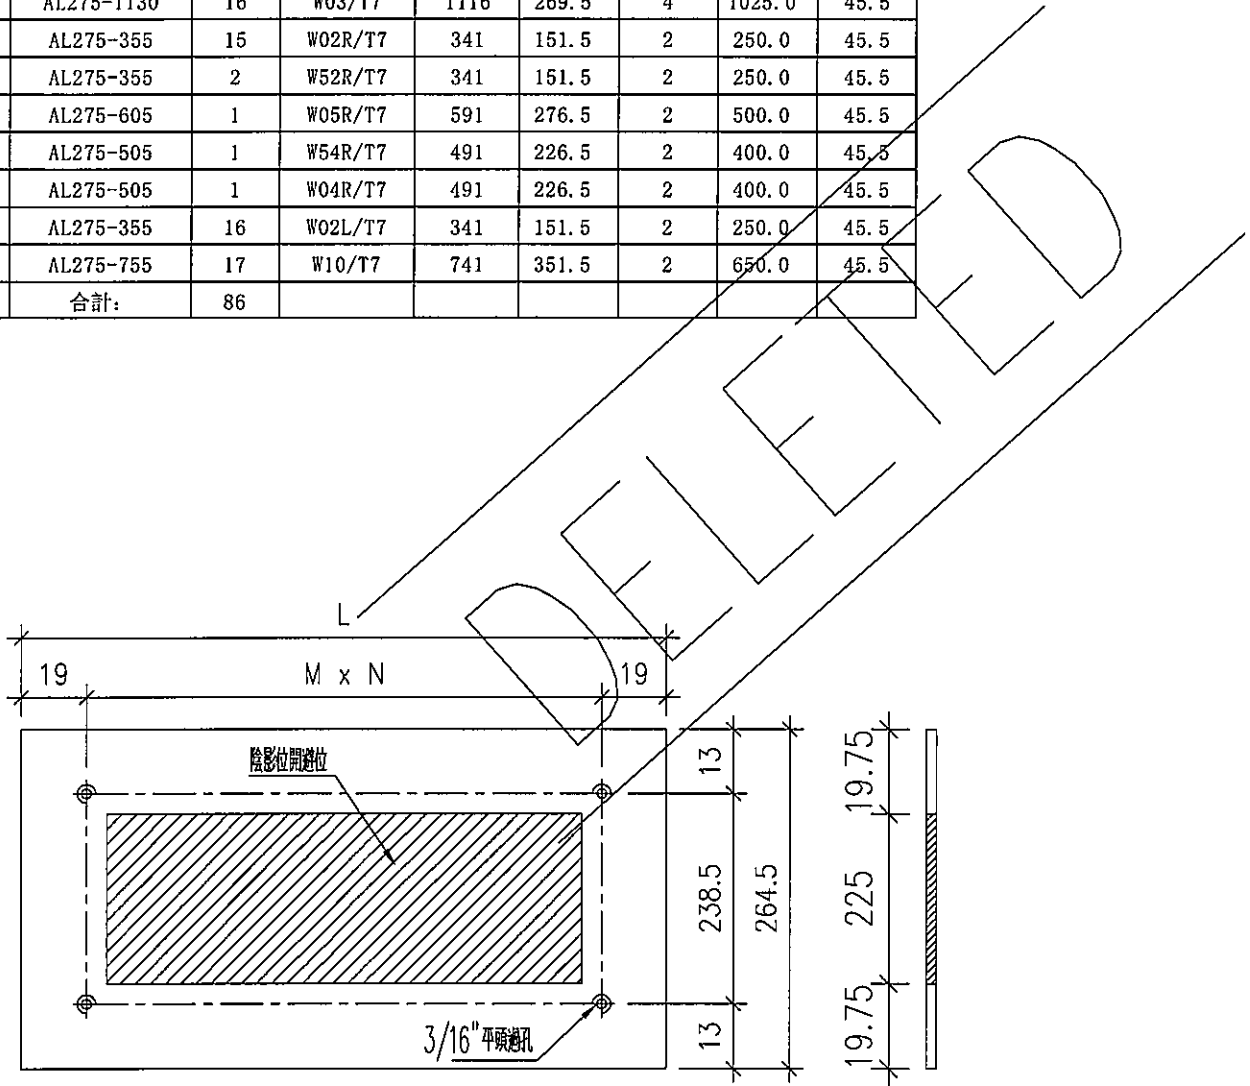 AL275-1130 16 W03/T7 1116 269.5 4 1025.0 45.5
AL275-355 15 W02R/T7 341 151.5 2 250.0 45.5
AL275-355 2 W52R/T7 341 151.5 2 250.0 45.5
AL275-605 1 W05R/T7 591 276.5 2 500.0 45.5
AL275-505 1 W54R/T7 491 226.5 2 400.0 45.5
AL275-505 1 W04R/T7 491 226.5 2 400.0 45.5
AL275-355 16 W02L/T7 341 151.5 2 250.0 45.5
AL275-755 17 W10/T7 741 351.5 2 650.0 45.5
合計: 86
DELETED
L
19 M x N 19
陰影位開避位
13
238.5
13
264.5
19.75
225
19.75
3/16"平頭過孔